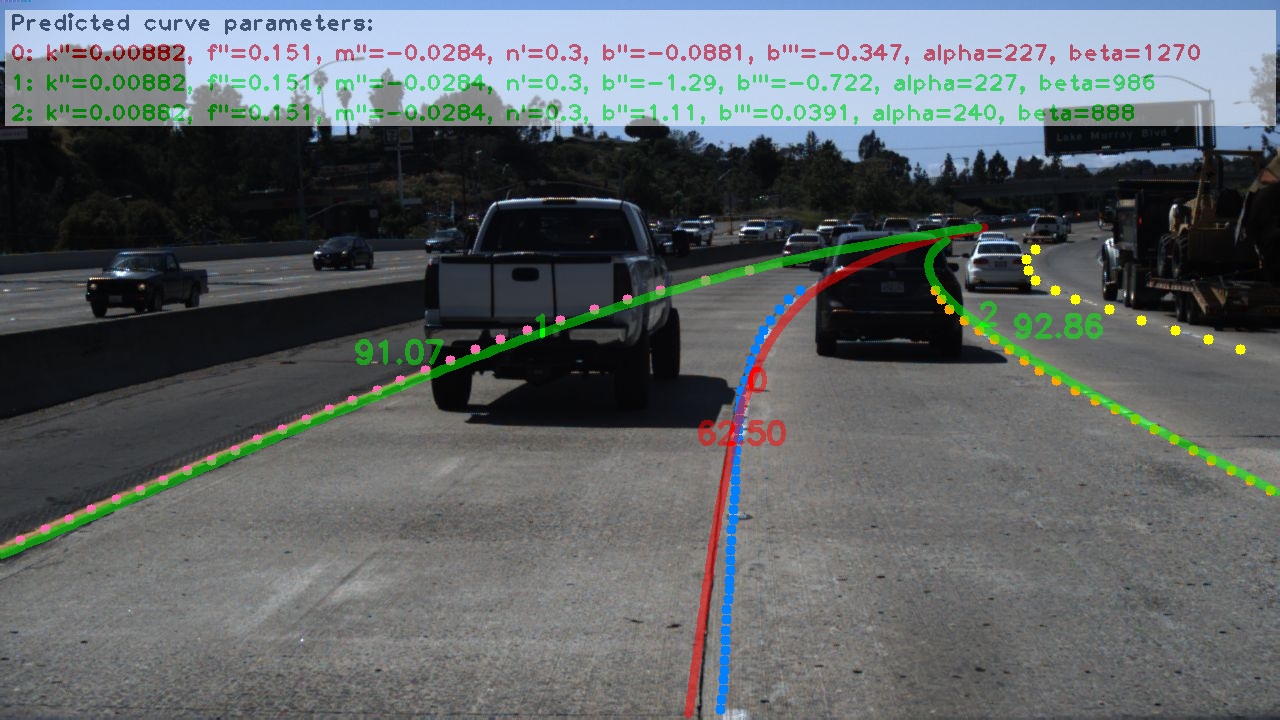 Predicted curve parameters:
0: k''=0.00882, f''=0.151, m''=-0.0284, n'=0.3, b''=-0.0881, b'''=-0.347, alpha=227, beta=1270
1: k''=0.00882, f''=0.151, m''=-0.0284, n'=0.3, b''=-1.29, b'''=-0.722, alpha=227, beta=986
2: k''=0.00882, f''=0.151, m''=-0.0284, n'=0.3, b''=1.11, b'''=0.0391, alpha=240, beta=888
Lake Murray Blvd
1
2
92.86
91.07
0
62.50